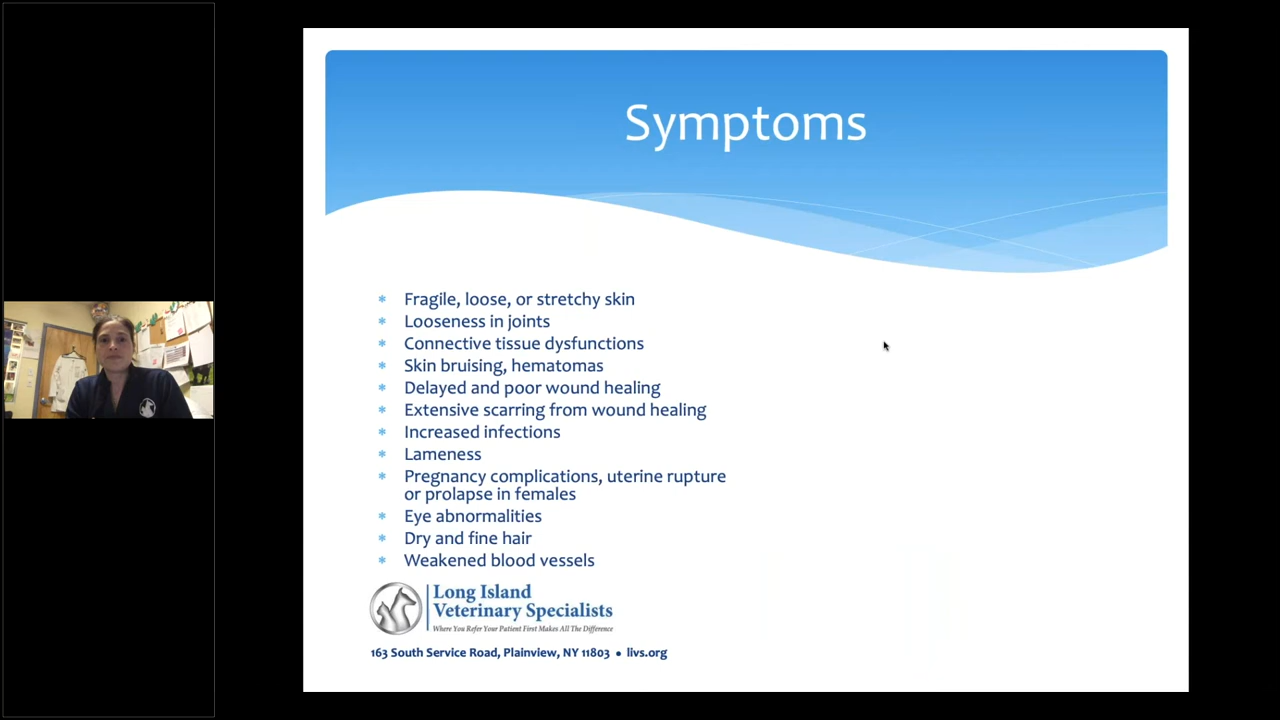 Symptoms
* Fragile, loose, or stretchy skin
* Looseness in joints
* Connective tissue dysfunctions
* Skin bruising, hematomas
* Delayed and poor wound healing
* Extensive scarring from wound healing
* Increased infections
* Lameness
* Pregnancy complications, uterine rupture
or prolapse in females
* Eye abnormalities
* Dry and fine hair
* Weakened blood vessels
Long Island
Veterinary Specialists
Where You Refer Your Patient First Makes All The Difference
163 South Service Road, Plainview, NY 11803 • livs.org